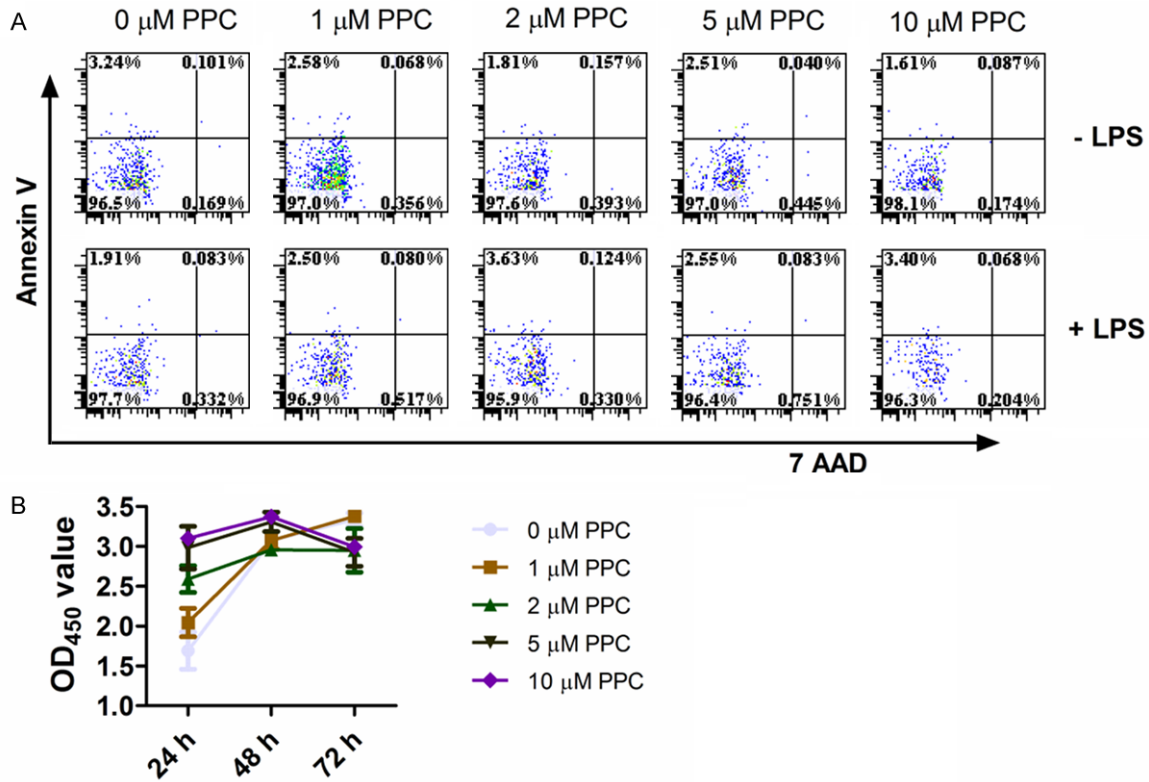 A
0 μM PPC 1 μM PPC 2 μM PPC 5 μM PPC 10 μM PPC
3.24% 0.101% 2.58% 0.068% 1.81% 0.157% 2.51% 0.040% 1.61% 0.087%
- LPS
96.5% 0.169% 97.0% 0.356% 97.6% 0.393% 97.0% 0.445% 98.1% 0.174%
Annexin V
1.91% 0.083% 2.50% 0.080% 3.63% 0.124% 2.55% 0.083% 3.40% 0.068%
+ LPS
97.7% 0.332% 96.9% 0.517% 95.9% 0.330% 96.4% 0.751% 96.3% 0.204%
7 AAD
B
OD450 value
3.5
3.0
2.5
2.0
1.5
1.0
24 h 48 h 72 h
0 μM PPC
1 μM PPC
2 μM PPC
5 μM PPC
10 μM PPC